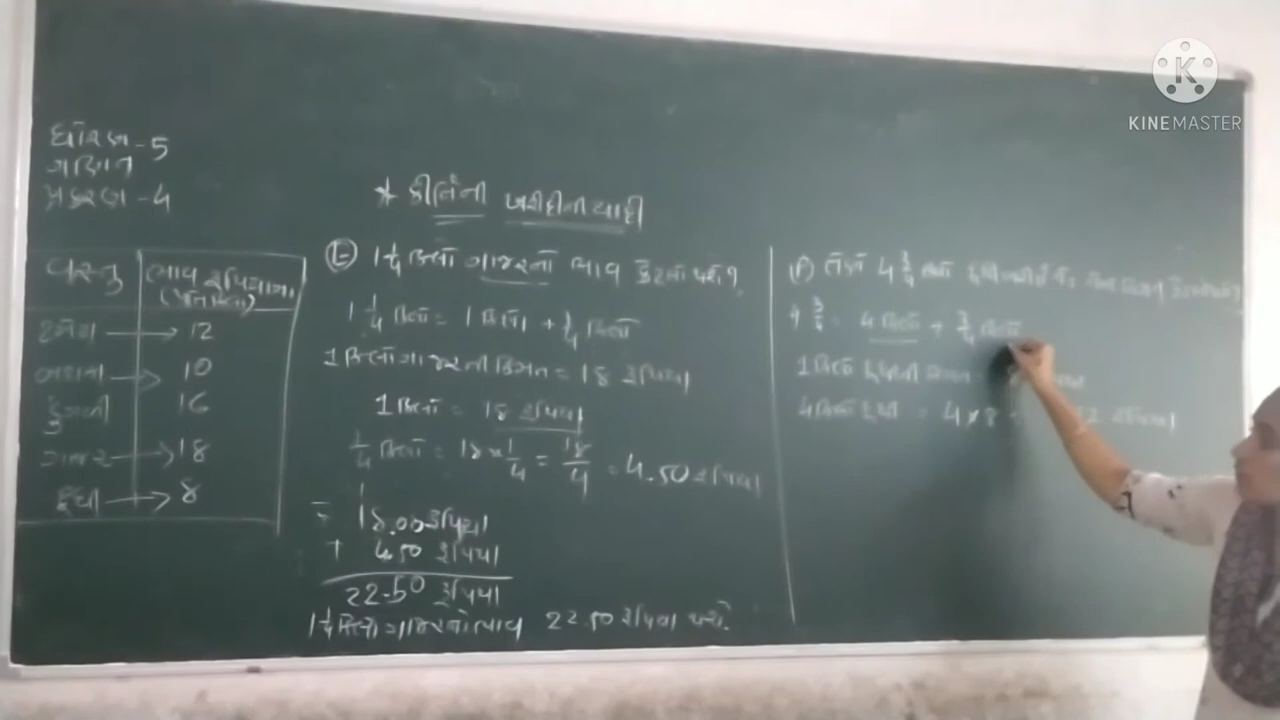 ધોરણ - 5
ગણિત
પ્રકરણ - 4
* કીર્તિની ખરીદીની યાદી
વસ્તુ
ભાવ રૂપિયામાં
12
10
ડુંગળી 16
ગાજર → 18
દૂધી → 8
(E) 1 1/4 કિલો ગાજરનો ભાવ કેટલો થશે?
1 1/4 કિલો = 1 કિલો + 1/4 કિલો
1 કિલો ગાજરની કિંમત = 18 રૂપિયા
1 કિલો = 18 રૂપિયા
1/4 કિલો = 18 × 1/4 = 18/4 = 4.50 રૂપિયા
= 18.00 રૂપિયા
+ 4.50 રૂપિયા
22.50 રૂપિયા
1 1/4 કિલો ગાજરનો ભાવ 22.50 રૂપિયા થશે.
(F) 4 3/4 કિલો દૂધી
4 3/4 = 4 કિલો + 3/4 કિલો
1 કિલો દૂધીની કિંમત
4 કિલો દૂધી = 4 × 8 રૂપિયા
KINEMASTER